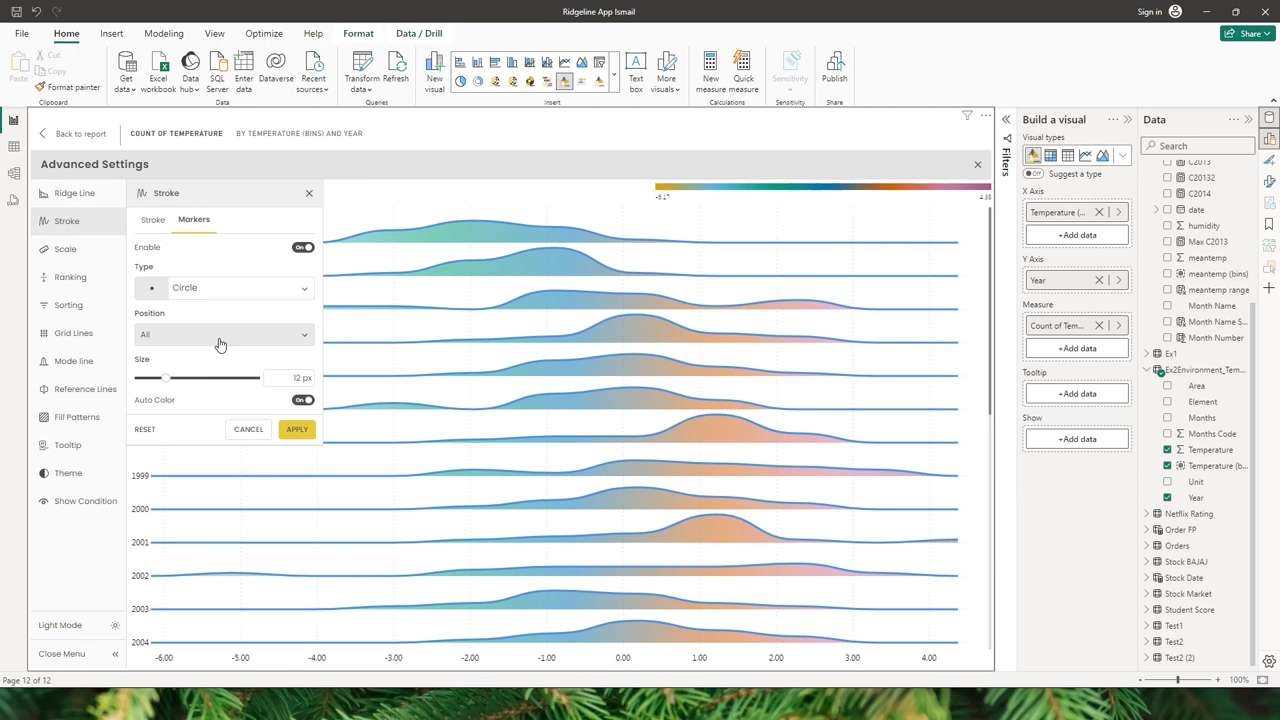 Ridgeline App Ismail
Sign in
File
Home
Insert
Modeling
View
Optimize
Help
Format
Data / Drill
Share
Paste
Cut
Copy
Format painter
Clipboard
Get data
Excel workbook
Data hub
SQL Server
Enter data
Dataverse
Recent sources
Data
Transform data
Refresh
Queries
New visual
Text box
More visuals
Insert
New measure
Quick measure
Calculations
Sensitivity
Sensitivity
Publish
Share
Back to report
COUNT OF TEMPERATURE
BY TEMPERATURE (BINS) AND YEAR
Advanced Settings
Ridge Line
Stroke
Scale
Ranking
Sorting
Grid Lines
Mode line
Reference Lines
Fill Patterns
Tooltip
Theme
Show Condition
Light Mode
Close Menu
Stroke
Stroke
Markers
Enable
On
Type
Circle
Position
All
Size
12 px
Auto Color
On
RESET
CANCEL
APPLY
1999
2000
2001
2002
2003
2004
-6.00
-5.00
-4.00
-3.00
-2.00
-1.00
0.00
1.00
2.00
3.00
4.00
Filters
Build a visual
Visual types
Off
Suggest a type
X Axis
Temperature (...
+Add data
Y Axis
Year
+Add data
Measure
Count of Tem...
+Add data
Tooltip
+Add data
Show
+Add data
Data
Search
C2013
C20132
C2014
date
humidity
Max C2013
meantemp
meantemp (bins)
meantemp range
Month Name
Month Name S...
Month Number
Ex1
Ex2Environment_Tem...
Area
Element
Months
Months Code
Temperature
Temperature (b...
Unit
Year
Netflix Rating
Order FP
Orders
Stock BAJAJ
Stock Date
Stock Market
Student Score
Test1
Test2
Test2 (2)
Page 12 of 12
100%